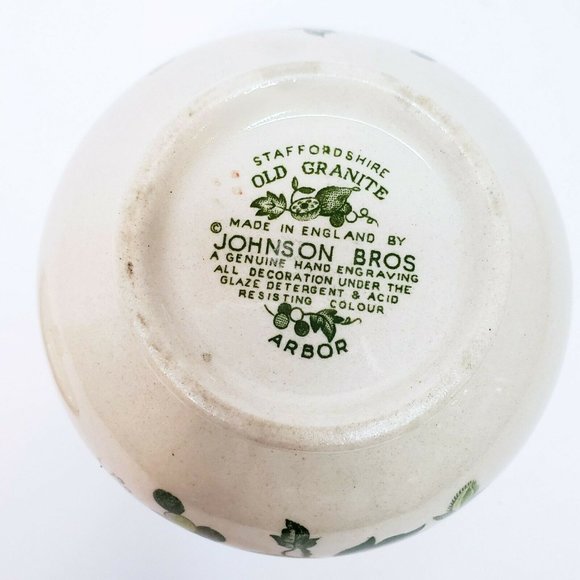 STAFFORDSHIRE
OLD GRANITE
© MADE IN ENGLAND BY
JOHNSON BROS
A GENUINE HAND ENGRAVING
ALL DECORATION UNDER THE
GLAZE DETERGENT & ACID
RESISTING COLOUR
ARBOR